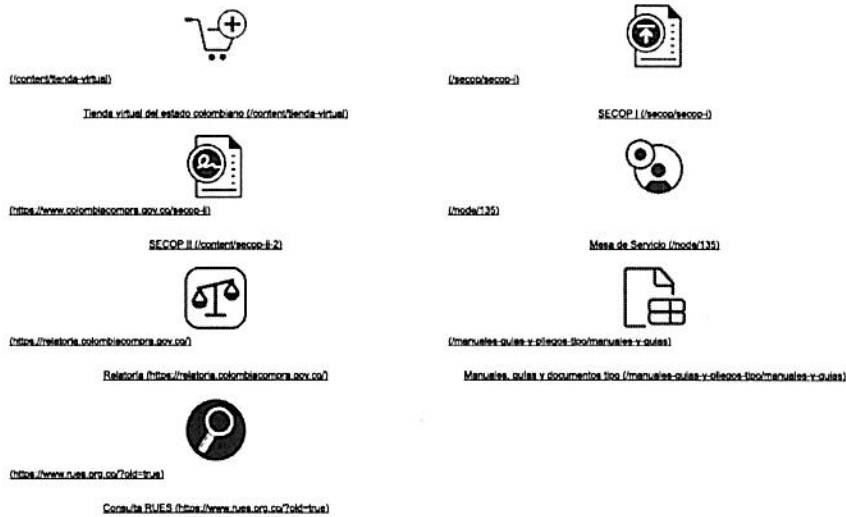 (/content/tienda-virtual)
Tienda virtual del estado colombiano (/content/tienda-virtual)
(/secop/secop-i)
SECOP I (/secop/secop-i)
(https://www.colombiacompra.gov.co/secop-ii)
SECOP II (/content/secop-ii-2)
(/node/135)
Mesa de Servicio (/node/135)
(https://relatoria.colombiacompra.gov.co/)
Relatoría (https://relatoria.colombiacompra.gov.co/)
(/manuales-guias-y-pliegos-tipo/manuales-y-guias)
Manuales, guías y documentos tipo (/manuales-guias-y-pliegos-tipo/manuales-y-guias)
(https://www.rues.org.co/?old=true)
Consulta RUES (https://www.rues.org.co/?old=true)